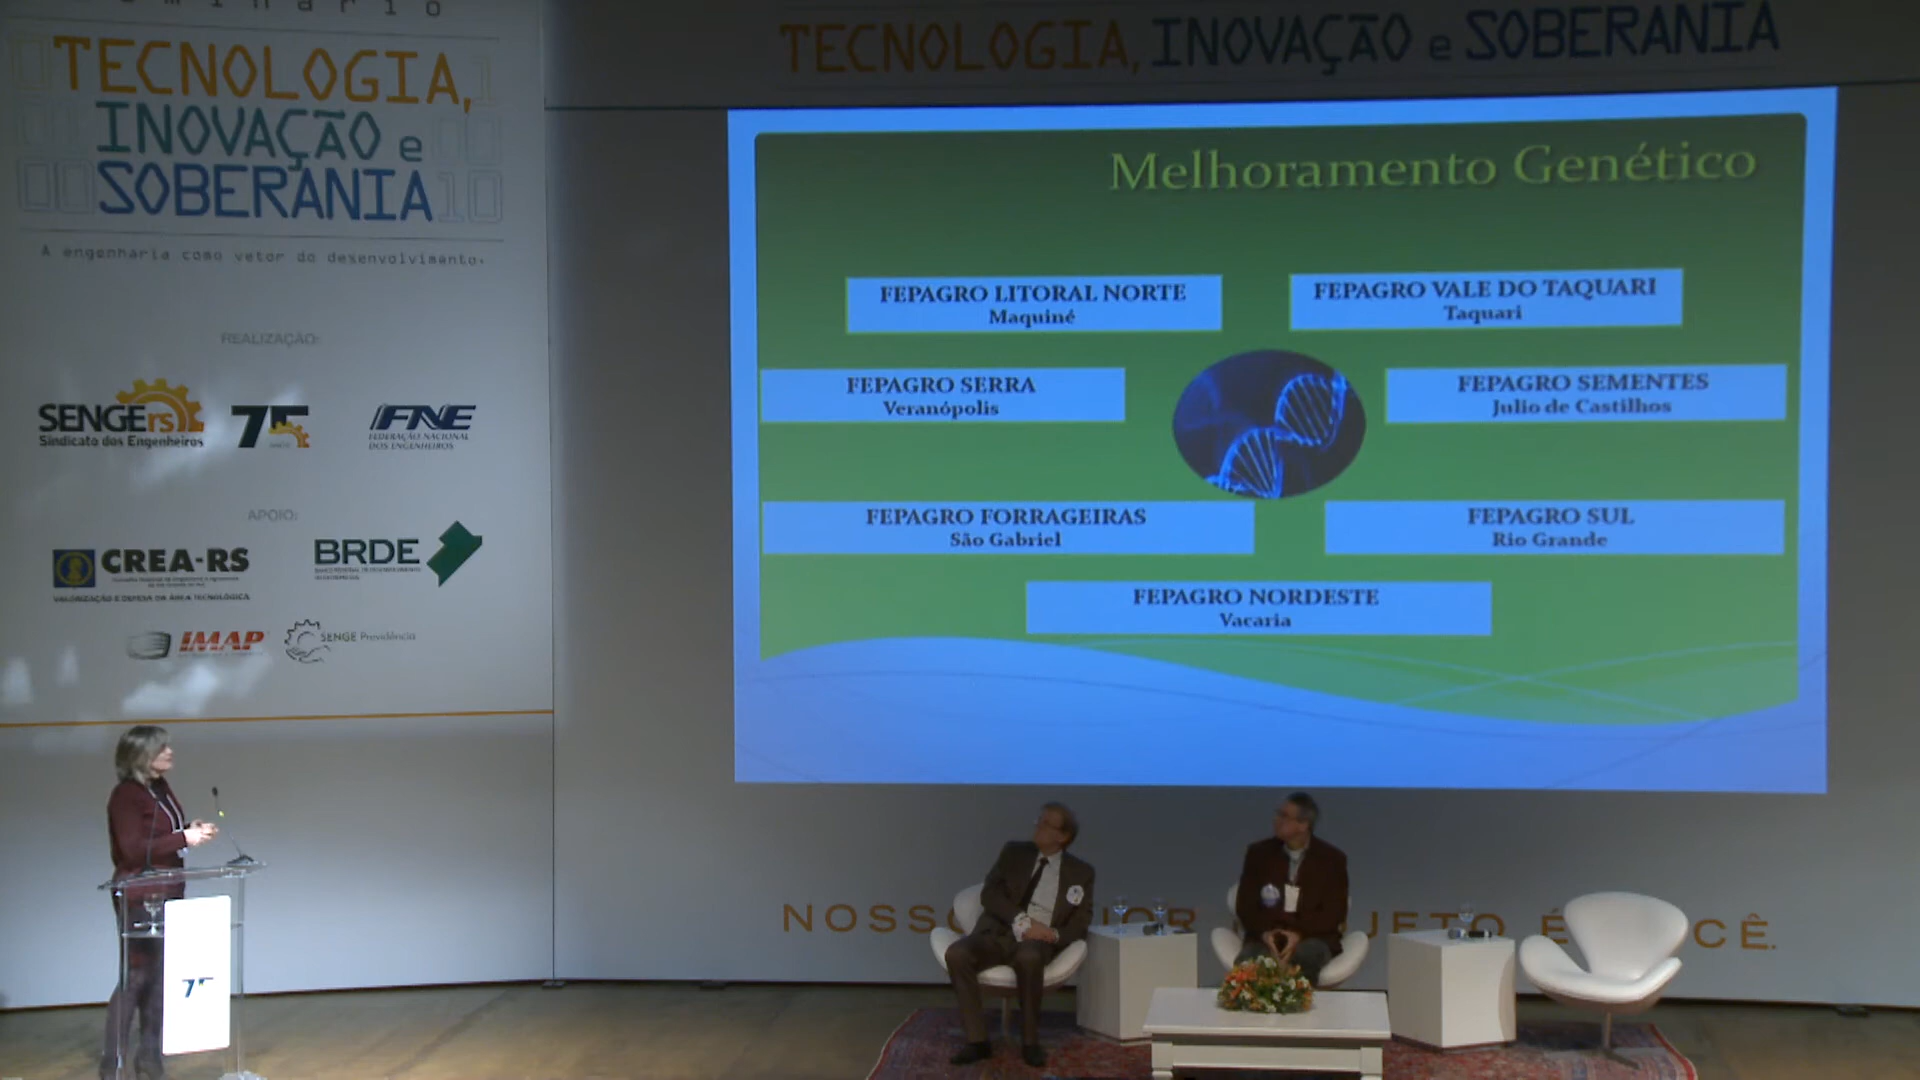 TECNOLOGIA,
INOVAÇÃO e
SOBERANIA
A engenharia como vetor do desenvolvimento.
REALIZAÇÃO:
SENGE rs
Sindicato dos Engenheiros
75
ANOS
FNE
FEDERAÇÃO NACIONAL
DOS ENGENHEIROS
APOIO:
CREA-RS
VALORIZAÇÃO E DEFESA DA ÁREA TECNOLÓGICA
BRDE
IMAP
SENGE Previdência
TECNOLOGIA, INOVAÇÃO e SOBERANIA
Melhoramento Genético
FEPAGRO LITORAL NORTE
Maquiné
FEPAGRO VALE DO TAQUARI
Taquari
FEPAGRO SERRA
Veranópolis
FEPAGRO SEMENTES
Julio de Castilhos
FEPAGRO FORRAGEIRAS
São Gabriel
FEPAGRO SUL
Rio Grande
FEPAGRO NORDESTE
Vacaria
75